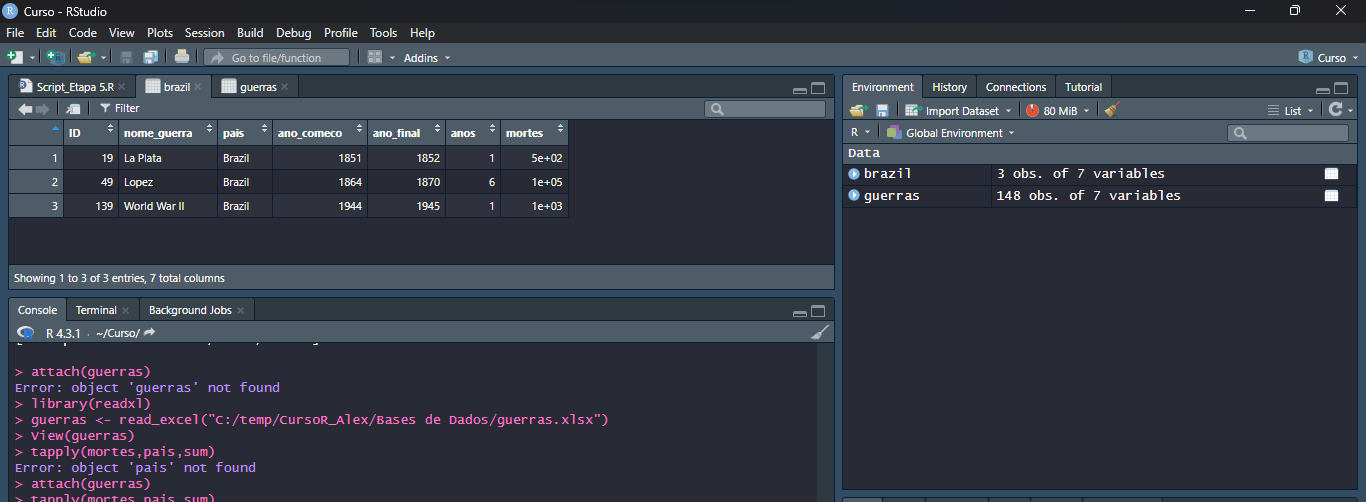 Curso - RStudio
File Edit Code View Plots Session Build Debug Profile Tools Help
Go to file/function Addins Curso
Script_Etapa 5.R brazil guerras
Filter
ID nome_guerra pais ano_comeco ano_final anos mortes
1 19 La Plata Brazil 1851 1852 1 5e+02
2 49 Lopez Brazil 1864 1870 6 1e+05
3 139 World War II Brazil 1944 1945 1 1e+03
Showing 1 to 3 of 3 entries, 7 total columns
Console Terminal Background Jobs
R 4.3.1 · ~/Curso/
> attach(guerras)
Error: object 'guerras' not found
> library(readxl)
> guerras <- read_excel("C:/temp/CursoR_Alex/Bases de Dados/guerras.xlsx")
> View(guerras)
> tapply(mortes,pais,sum)
Error: object 'pais' not found
> attach(guerras)
> tapply(mortes,pais,sum)
Environment History Connections Tutorial
Import Dataset 80 MiB List
R Global Environment
Data
brazil 3 obs. of 7 variables
guerras 148 obs. of 7 variables